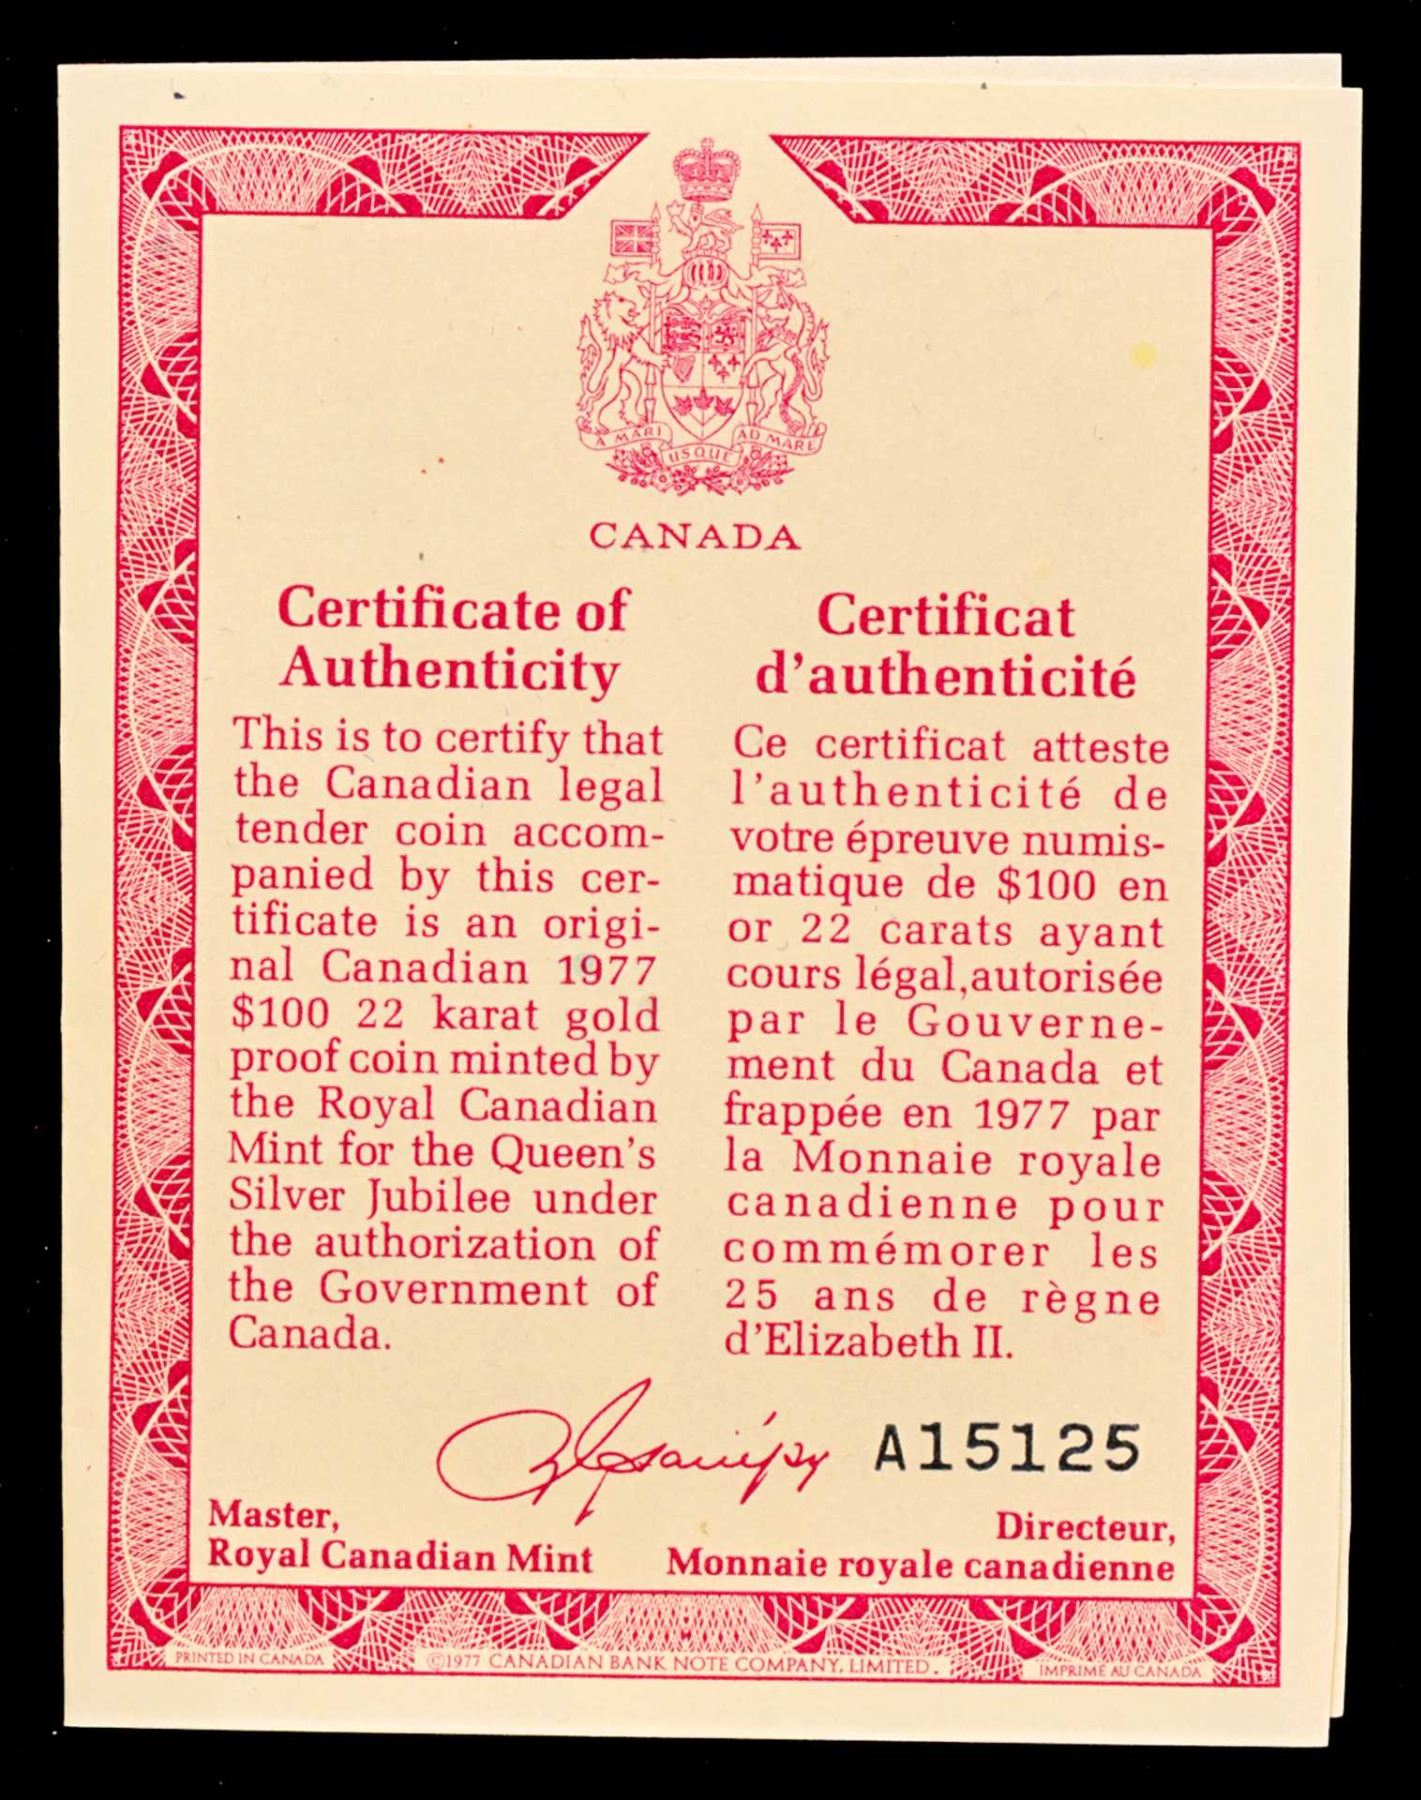 A MARI USQUE AD MARE
CANADA
Certificate of
Authenticity
This is to certify that
the Canadian legal
tender coin accom-
panied by this cer-
tificate is an origi-
nal Canadian 1977
$100 22 karat gold
proof coin minted by
the Royal Canadian
Mint for the Queen's
Silver Jubilee under
the authorization of
the Government of
Canada.
Certificat
d'authenticité
Ce certificat atteste
l'authenticité de
votre épreuve numis-
matique de $100 en
or 22 carats ayant
cours légal,autorisée
par le Gouverne-
ment du Canada et
frappée en 1977 par
la Monnaie royale
canadienne pour
commémorer les
25 ans de règne
d'Elizabeth II.
A15125
Master,
Royal Canadian Mint
Directeur,
Monnaie royale canadienne
PRINTED IN CANADA
©1977 CANADIAN BANK NOTE COMPANY, LIMITED.
IMPRIMÉ AU CANADA